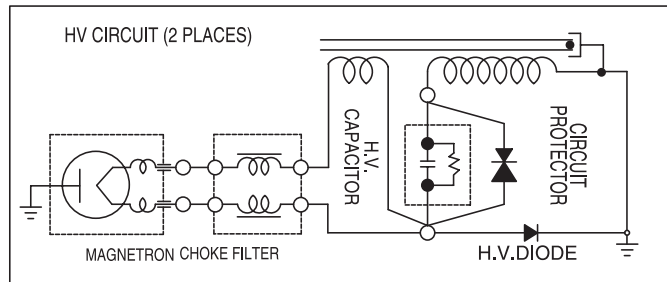 HV CIRCUIT (2 PLACES)
H.V.
CAPACITOR
CIRCUIT
PROTECTOR
MAGNETRON CHOKE FILTER
H.V.DIODE